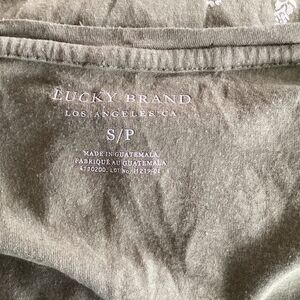 LUCKY BRAND
LOS ANGELES CA
S/P
MADE IN GUATEMALA
FABRIQUÉ AU GUATEMALA